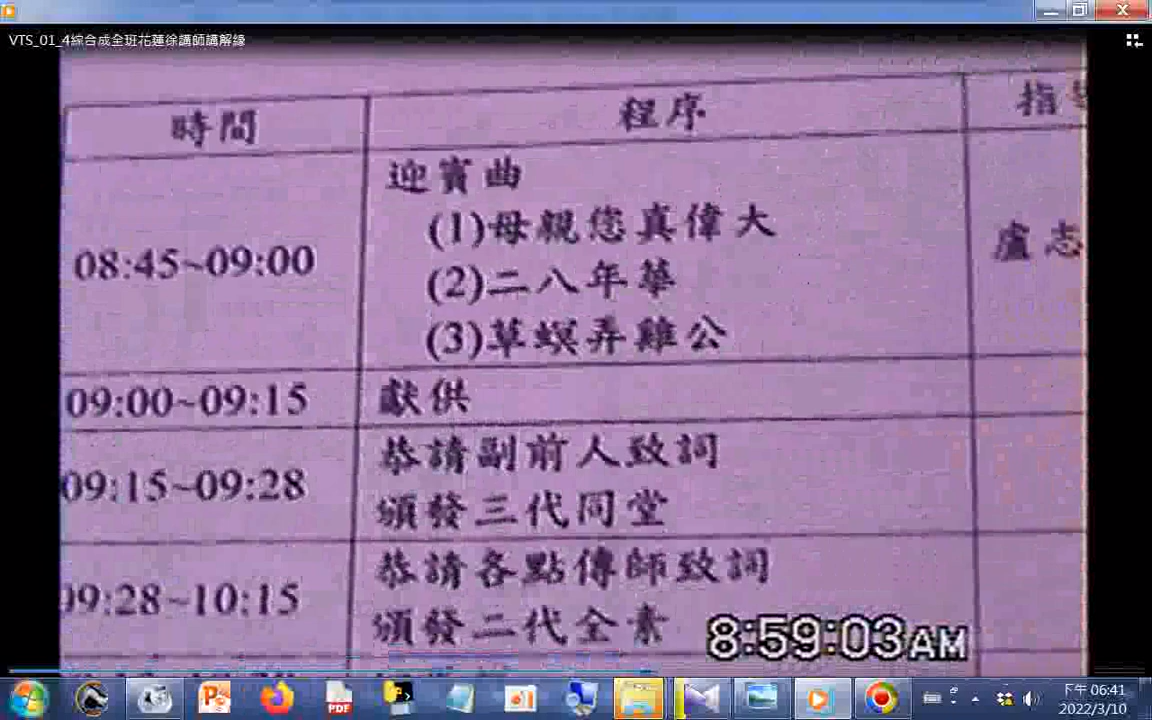 VTS_01_4綜合成全班花蓮徐講師講解緣
時間 程序 指
08:45~09:00
迎賓曲
(1)母親您真偉大
(2)二八年華
(3)草螟弄雞公
盧志
09:00~09:15 獻供
09:15~09:28
恭請副前人致詞
頒發三代同堂
09:28~10:15
恭請各點傳師致詞
頒發二代全素
8:59:03AM
PDF
下午 06:41
2022/3/10